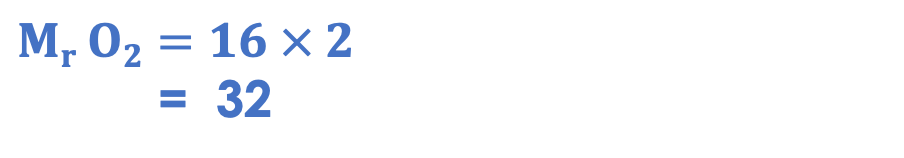 Mᵣ O₂ = 16 × 2
= 32